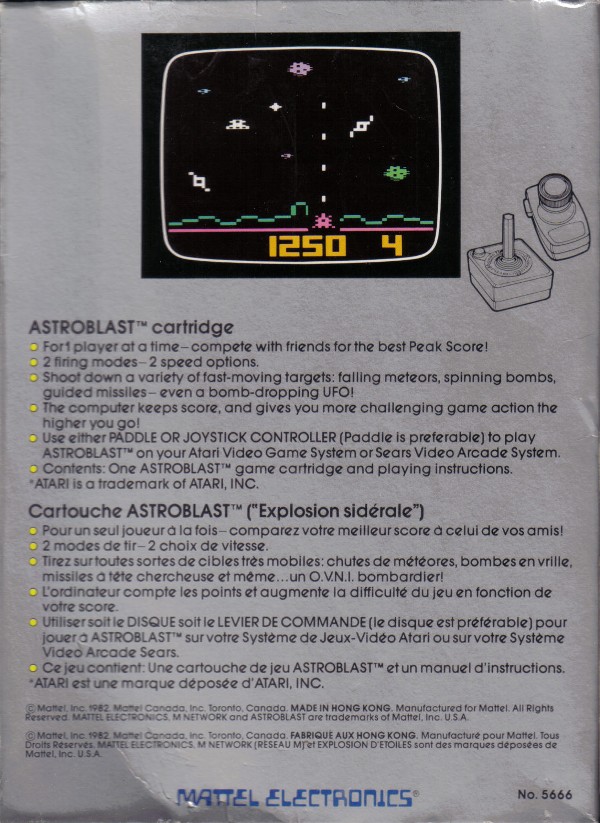 1250 4
ASTROBLAST™ cartridge
For 1 player at a time–compete with friends for the best Peak Score!
2 firing modes–2 speed options.
Shoot down a variety of fast-moving targets: falling meteors, spinning bombs,
guided missiles–even a bomb-dropping UFO!
The computer keeps score, and gives you more challenging game action the
higher you go!
Use either PADDLE OR JOYSTICK CONTROLLER (Paddle is preferable) to play
ASTROBLAST™ on your Atari Video Game System or Sears Video Arcade System.
Contents: One ASTROBLAST™ game cartridge and playing instructions.
*ATARI is a trademark of ATARI, INC.
Cartouche ASTROBLAST™ ("Explosion sidérale")
Pour un seul joueur à la fois–comparez votre meilleur score à celui de vos amis!
2 modes de tir–2 choix de vitesse.
Tirez sur toutes sortes de cibles très mobiles: chutes de météores, bombes en vrille,
missiles à tête chercheuse et même...un O.V.N.I. bombardier!
L'ordinateur compte les points et augmente la difficulté du jeu en fonction de
votre score.
Utiliser soit le DISQUE soit le LEVIER DE COMMANDE (le disque est préférable) pour
jouer à ASTROBLAST™ sur votre Système de Jeux-Vidéo Atari ou sur votre Système
Vidéo Arcade Sears.
Ce jeu contient: Une cartouche de jeu ASTROBLAST™ et un manuel d'instructions.
*ATARI est une marque déposée d'ATARI, INC.
© Mattel, Inc. 1982. Mattel Canada, Inc. Toronto, Canada. MADE IN HONG KONG. Manufactured for Mattel. All Rights
Reserved. MATTEL ELECTRONICS, M NETWORK and ASTROBLAST are trademarks of Mattel, Inc. U.S.A.
© Mattel, Inc. 1982. Mattel Canada, Inc. Toronto, Canada. FABRIQUÉ AUX HONG KONG. Manufacturé pour Mattel. Tous
Droits Réservés. MATTEL ELECTRONICS, M NETWORK (RÉSEAU M) et EXPLOSION D'ETOILES sont des marques déposées de
Mattel, Inc. U.S.A.
MATTEL ELECTRONICS® No. 5666